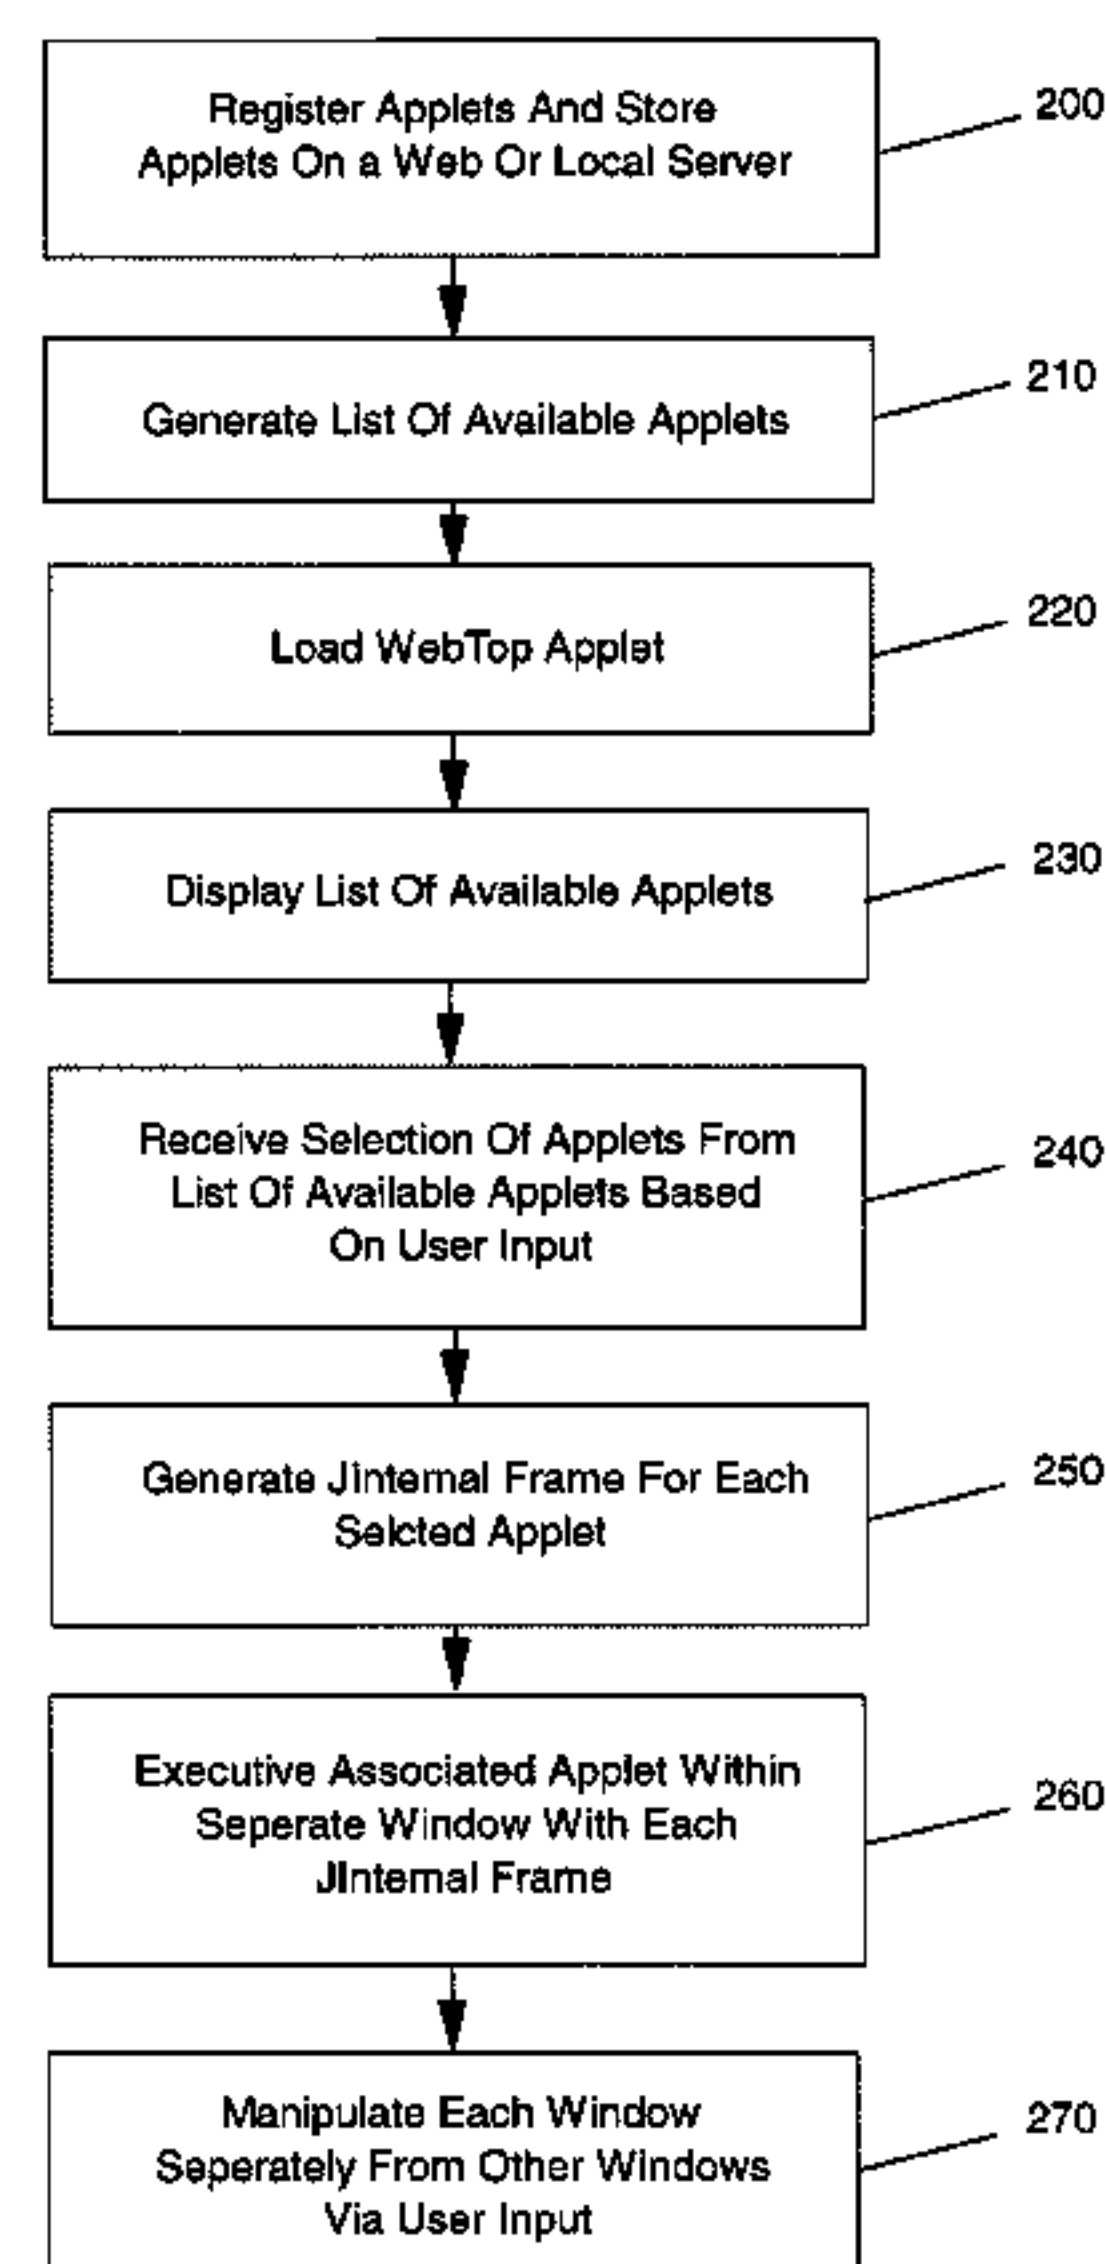 Register Applets And Store
Applets On a Web Or Local Server
200
Generate List Of Available Applets
210
Load WebTop Applet
220
Display List Of Available Applets
230
Receive Selection Of Applets From
List Of Available Applets Based
On User Input
240
Generate JInternal Frame For Each
Selcted Applet
250
Executive Associated Applet Within
Seperate Window With Each
JInternal Frame
260
Manipulate Each Window
Seperately From Other Windows
Via User Input
270